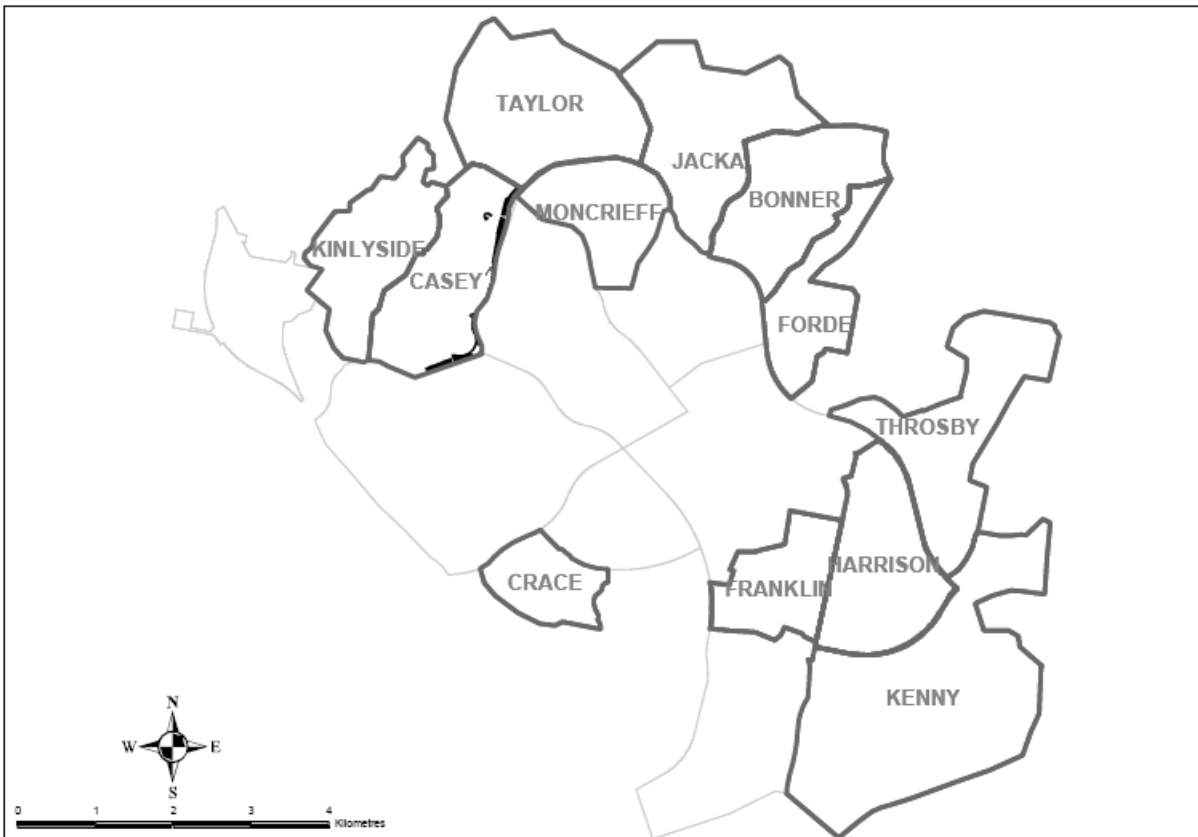 TAYLOR
JACKA
BONNER
MONCRIEFF
KINLYSIDE
CASEY
FORDE
THROSBY
HARRISON
FRANKLIN
CRACE
KENNY
N
W E
S
0 1 2 3 4
Kilometres